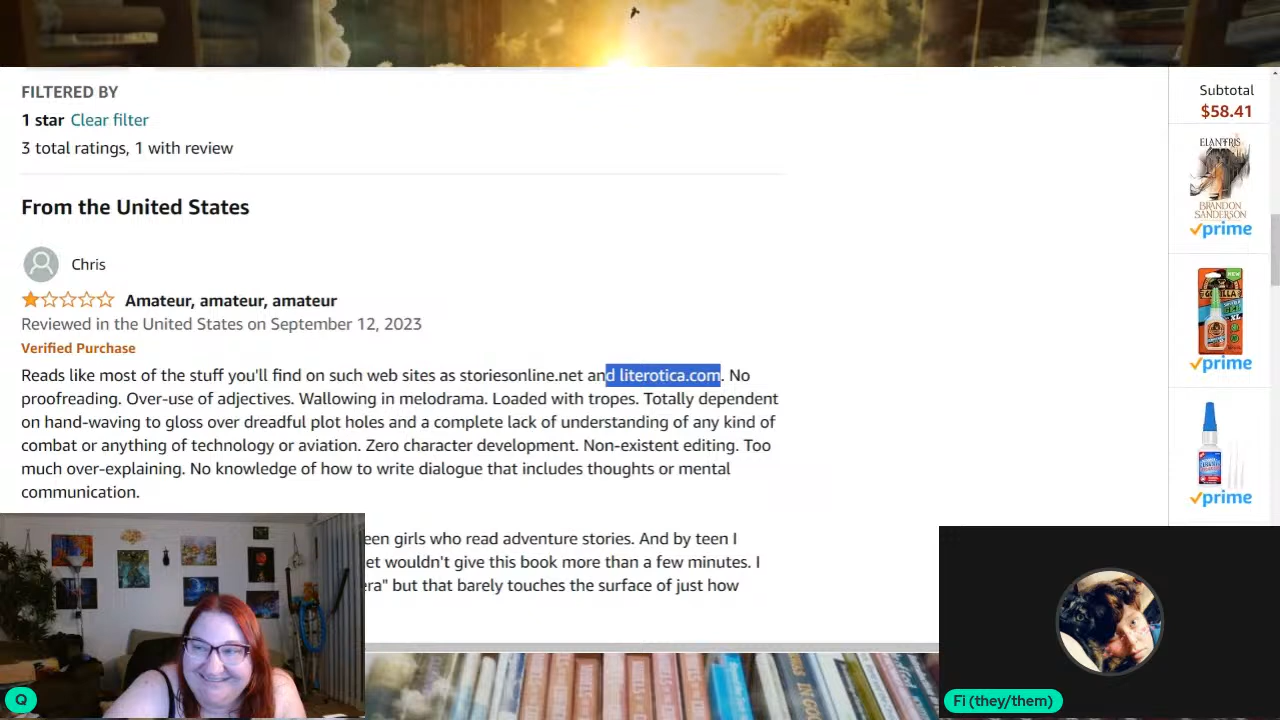 FILTERED BY
1 star Clear filter
3 total ratings, 1 with review
From the United States
Chris
Amateur, amateur, amateur
Reviewed in the United States on September 12, 2023
Verified Purchase
Reads like most of the stuff you'll find on such web sites as storiesonline.net and literotica.com. No
proofreading. Over-use of adjectives. Wallowing in melodrama. Loaded with tropes. Totally dependent
on hand-waving to gloss over dreadful plot holes and a complete lack of understanding of any kind of
combat or anything of technology or aviation. Zero character development. Non-existent editing. Too
much over-explaining. No knowledge of how to write dialogue that includes thoughts or mental
communication.
een girls who read adventure stories. And by teen I
et wouldn't give this book more than a few minutes. I
era" but that barely touches the surface of just how
Subtotal
$58.41
ELANTRIS
BRANDON
SANDERSON
prime
GORILLA
prime
prime
Q
Fi (they/them)